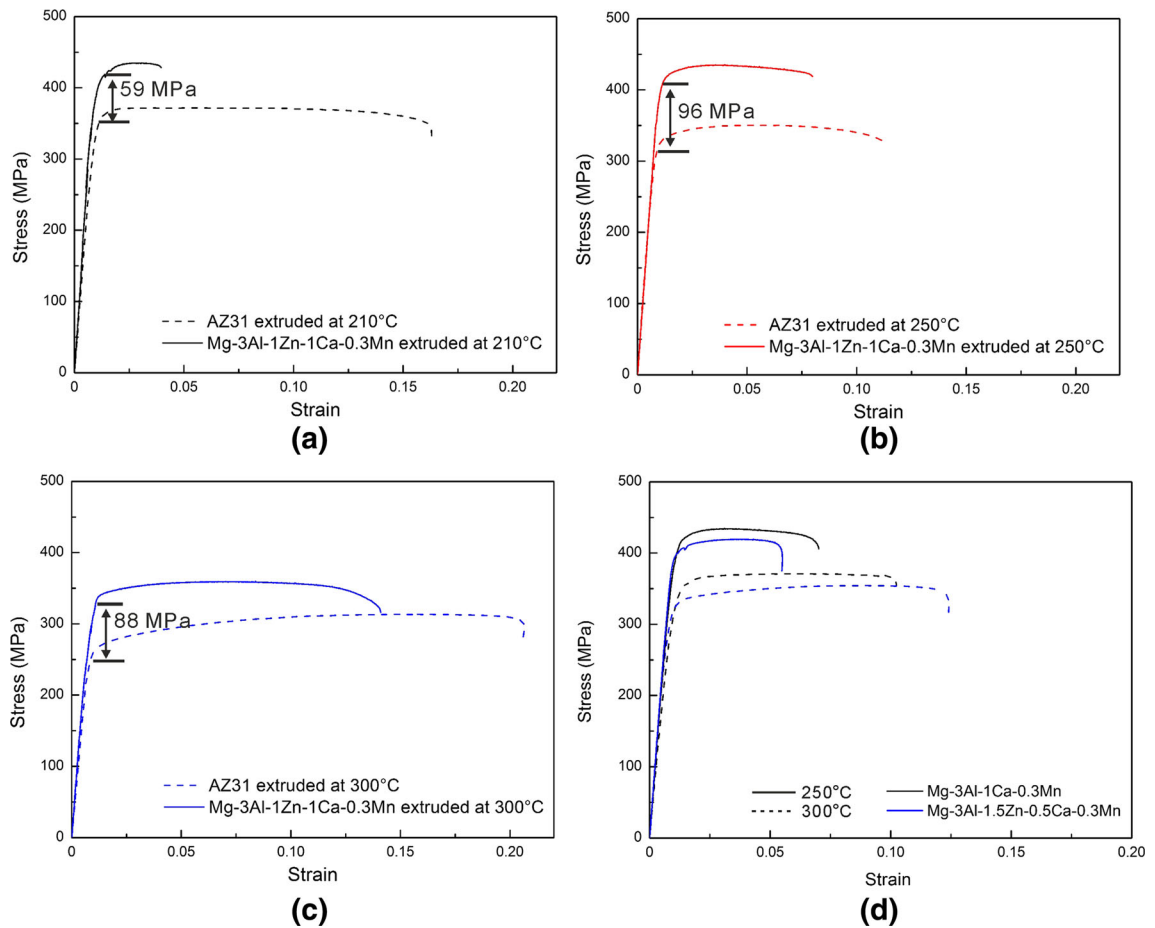 500
400
300
200
100
0
Stress (MPa)
59 MPa
AZ31 extruded at 210°C
Mg-3Al-1Zn-1Ca-0.3Mn extruded at 210°C
0.00 0.05 0.10 0.15 0.20
Strain
(a)
500
400
300
200
100
0
Stress (MPa)
96 MPa
AZ31 extruded at 250°C
Mg-3Al-1Zn-1Ca-0.3Mn extruded at 250°C
0.00 0.05 0.10 0.15 0.20
Strain
(b)
500
400
300
200
100
0
Stress (MPa)
88 MPa
AZ31 extruded at 300°C
Mg-3Al-1Zn-1Ca-0.3Mn extruded at 300°C
0 0.05 0.10 0.15 0.20
Strain
(c)
500
400
300
200
100
0
Stress (MPa)
250°C Mg-3Al-1Ca-0.3Mn
300°C Mg-3Al-1.5Zn-0.5Ca-0.3Mn
0 0.05 0.10 0.15 0.20
Strain
(d)